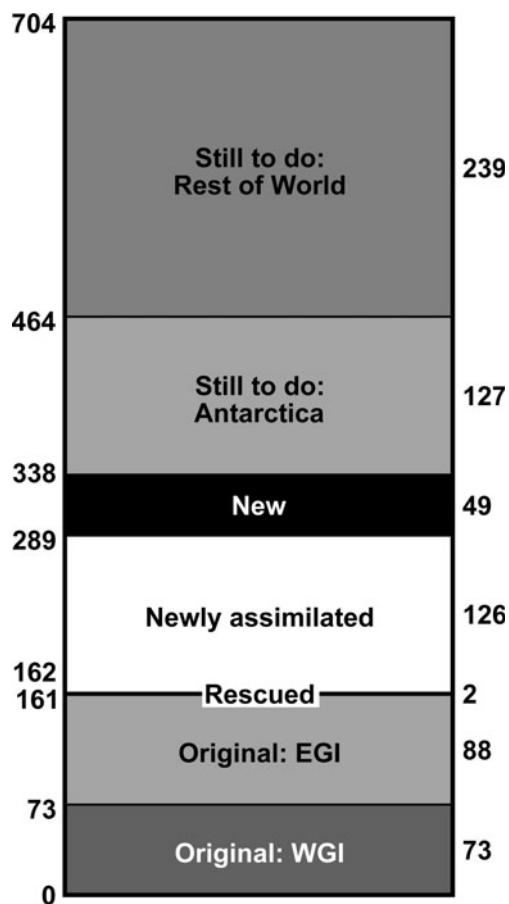 704
Still to do:
Rest of World
239
464
Still to do:
Antarctica
127
338
New
49
289
Newly assimilated
126
162
Rescued
2
161
Original: EGI
88
73
Original: WGI
73
0